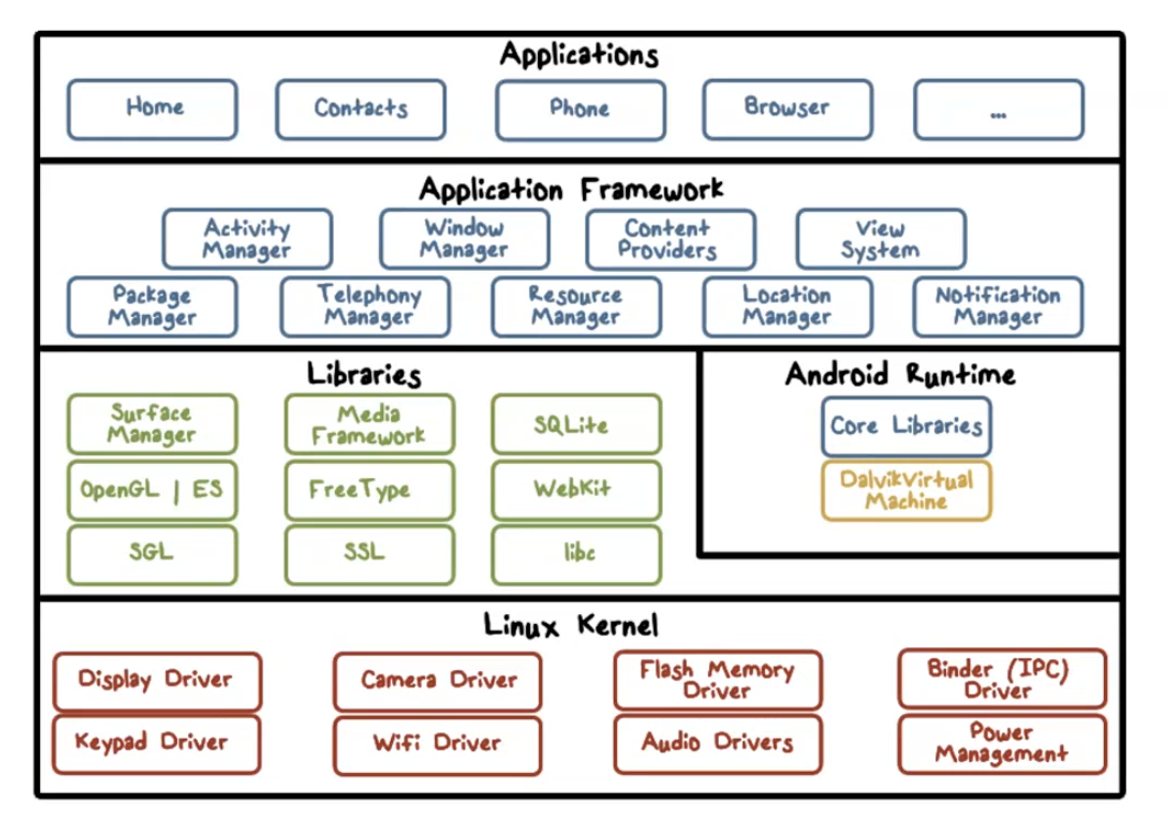 Applications
Home
Contacts
Phone
Browser
...
Application Framework
Activity
Manager
Window
Manager
Content
Providers
View
System
Package
Manager
Telephony
Manager
Resource
Manager
Location
Manager
Notification
Manager
Libraries
Surface
Manager
Media
Framework
SQLite
OpenGL | ES
FreeType
WebKit
SGL
SSL
libc
Android Runtime
Core Libraries
DalvikVirtual
Machine
Linux Kernel
Display Driver
Camera Driver
Flash Memory
Driver
Binder (IPC)
Driver
Keypad Driver
Wifi Driver
Audio Drivers
Power
Management